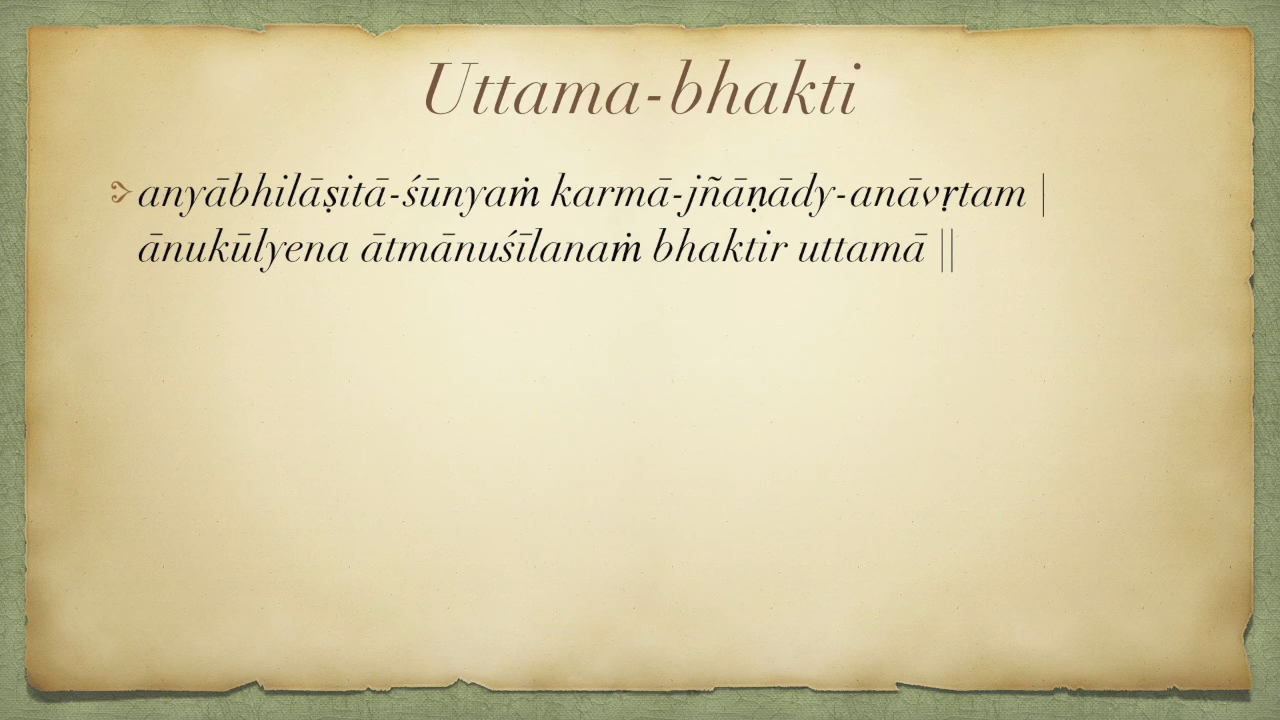 Uttama-bhakti
anyābhilāṣitā-śūnyaṁ karmā-jñāṇādy-anāvṛtam |
ānukūlyena ātmānuśīlanaṁ bhaktir uttamā ||